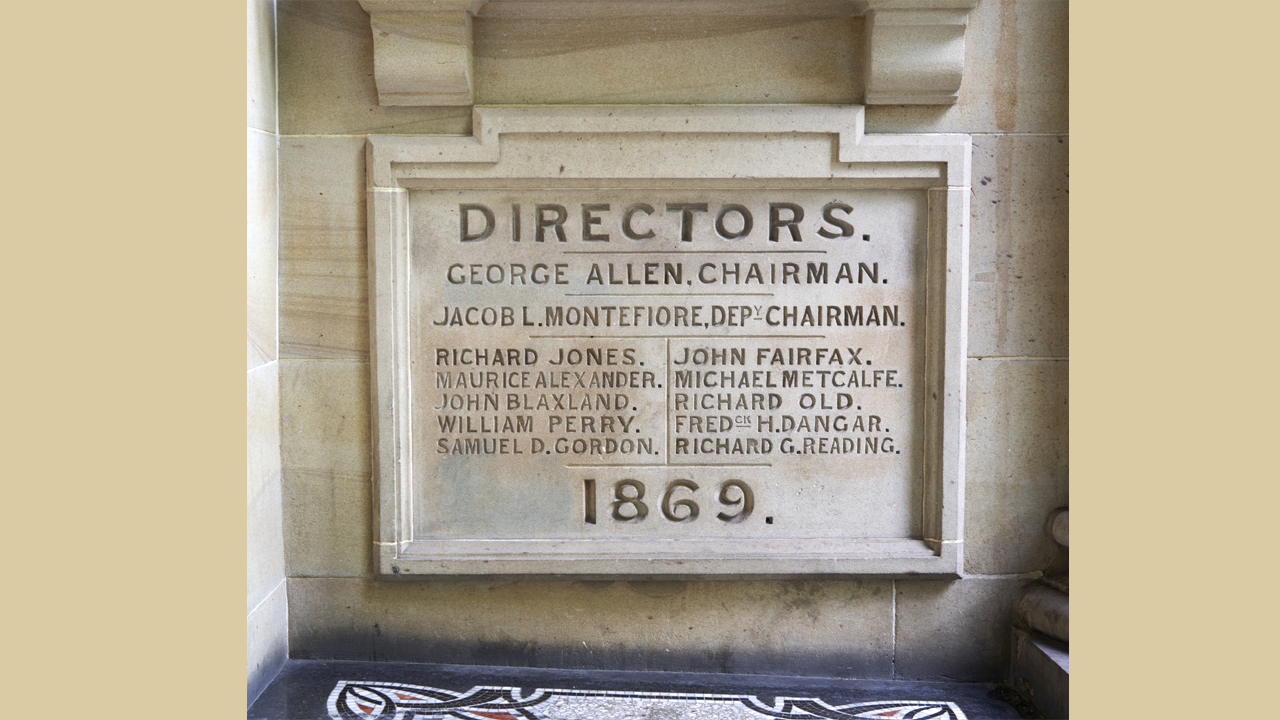 DIRECTORS.
GEORGE ALLEN, CHAIRMAN.
JACOB L. MONTEFIORE, DEPY CHAIRMAN.
RICHARD JONES.
MAURICE ALEXANDER.
JOHN BLAXLAND.
WILLIAM PERRY.
SAMUEL D. GORDON.
JOHN FAIRFAX.
MICHAEL METCALFE.
RICHARD OLD.
FREDCK H. DANGAR.
RICHARD G. READING.
1869.